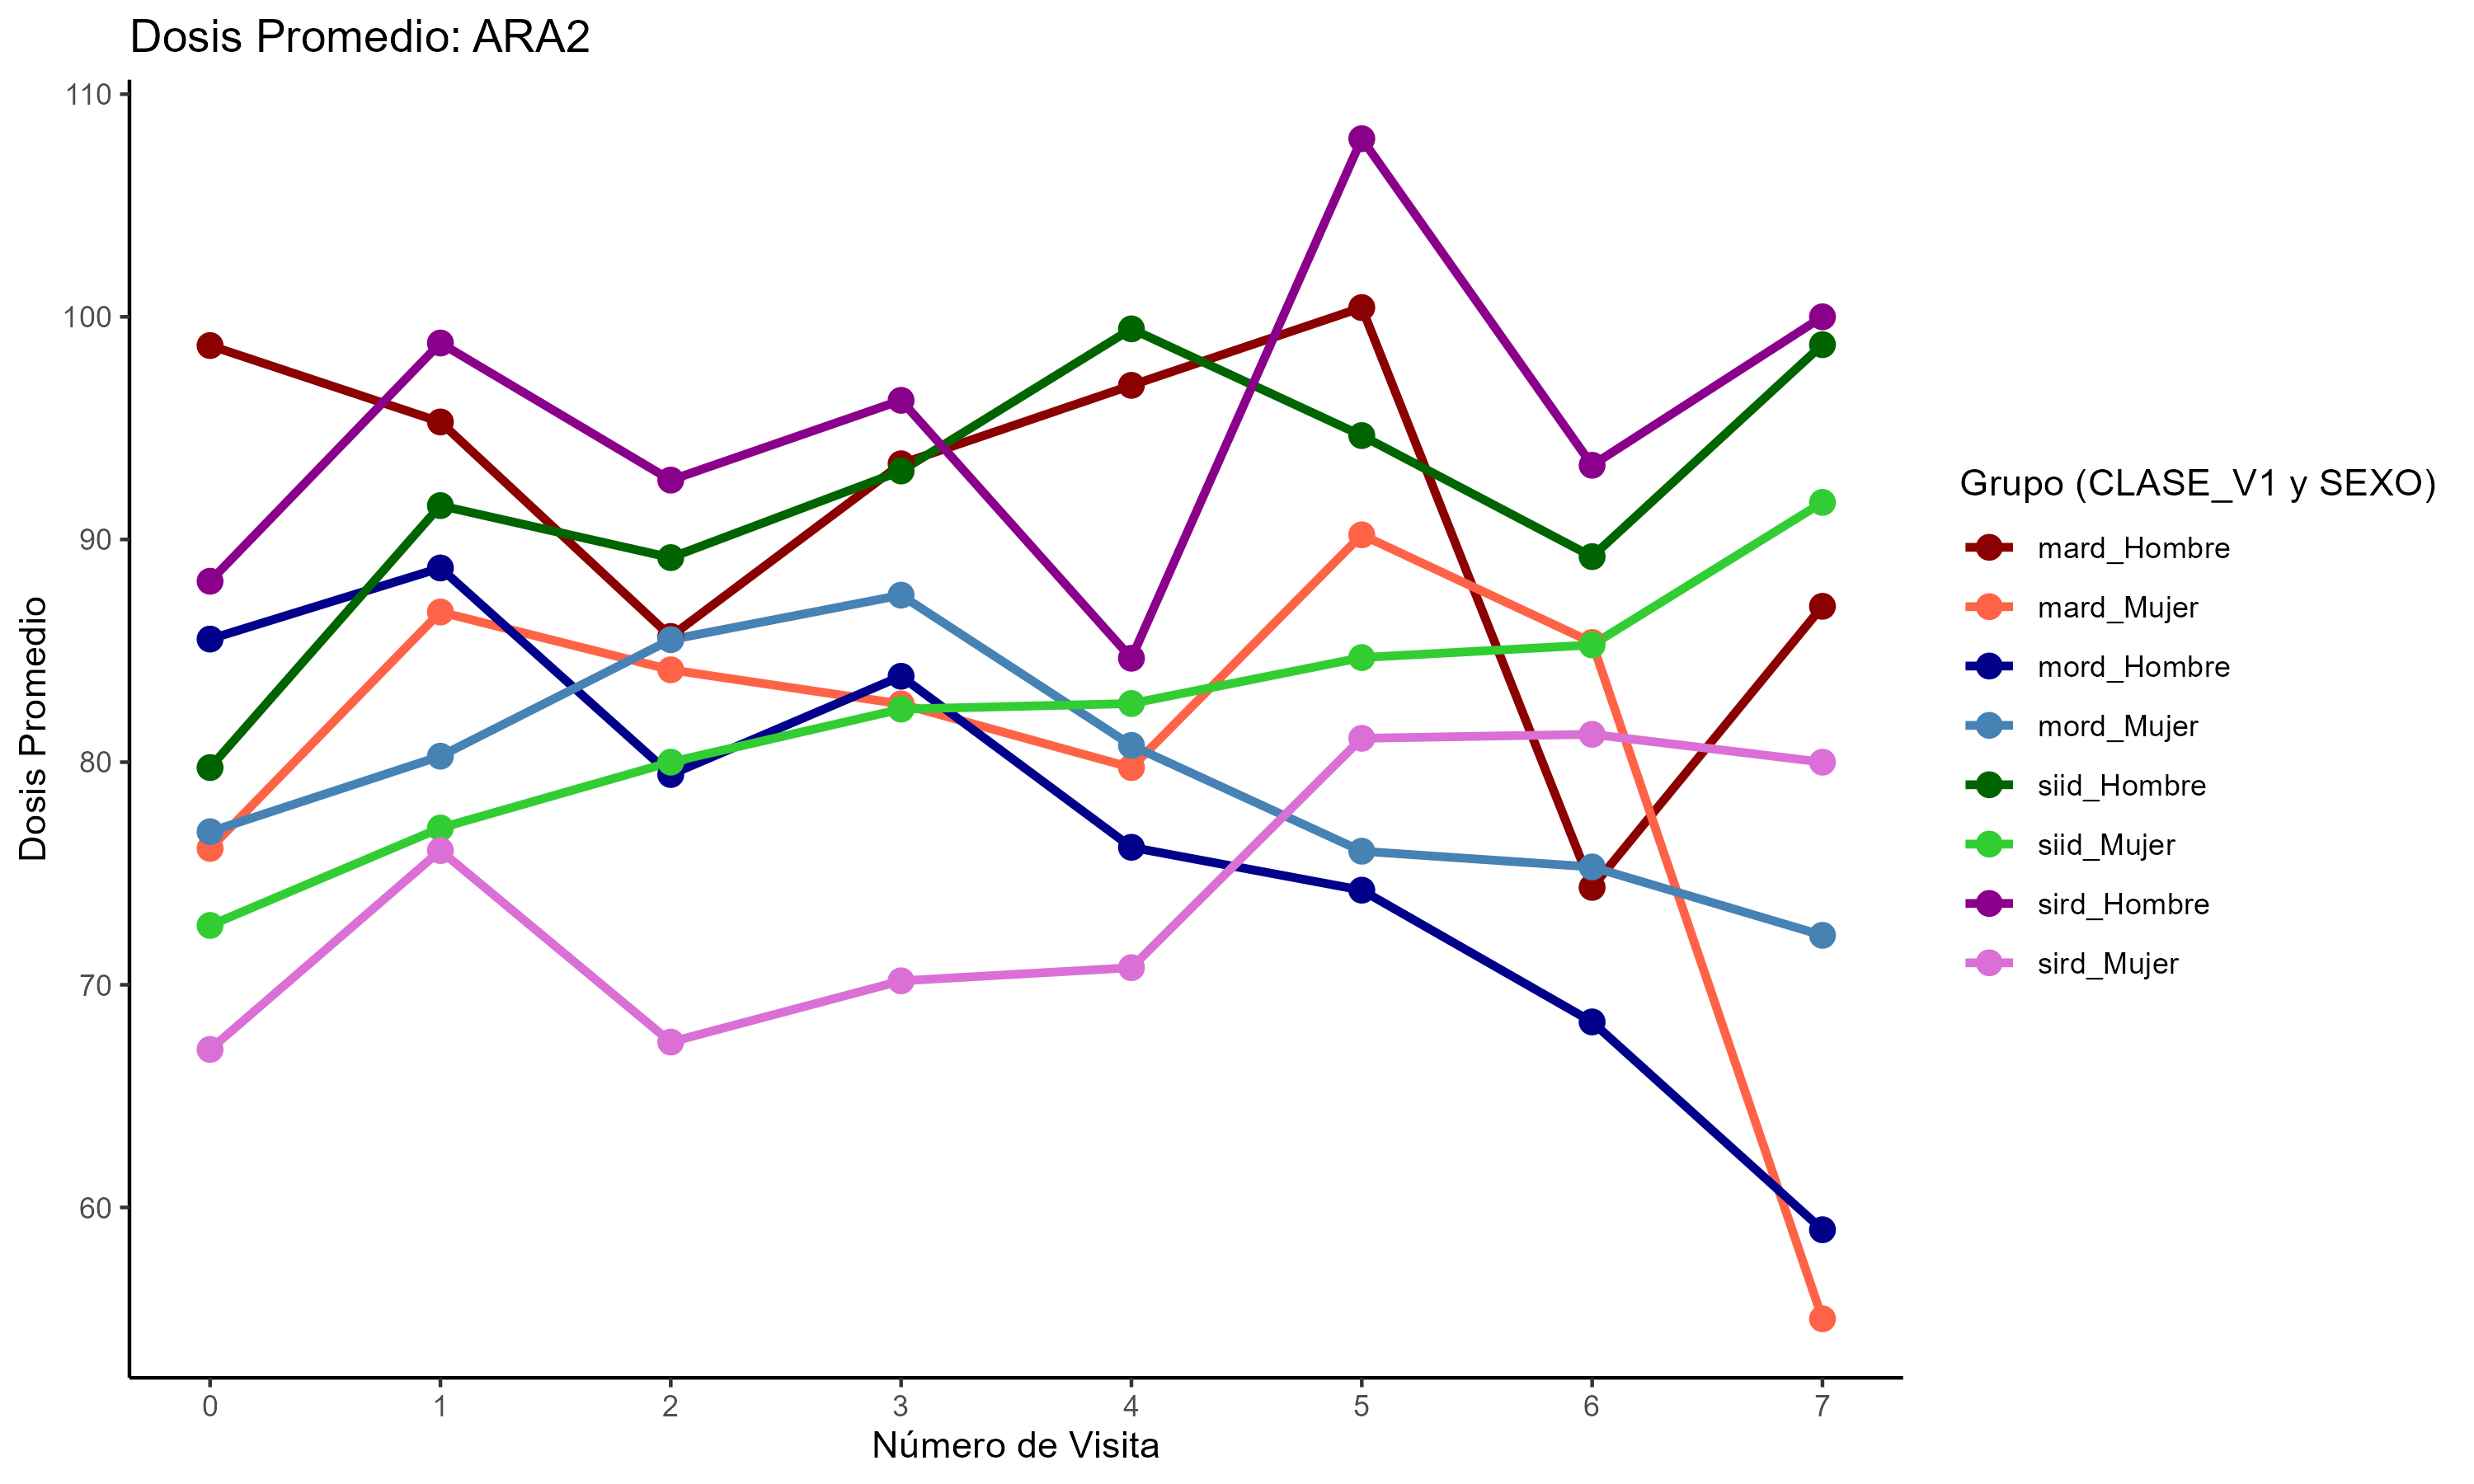 Dosis Promedio: ARA2
110
100
90
80
70
60
Dosis Promedio
0 1 2 3 4 5 6 7
Número de Visita
Grupo (CLASE_V1 y SEXO)
mard_Hombre
mard_Mujer
mord_Hombre
mord_Mujer
siid_Hombre
siid_Mujer
sird_Hombre
sird_Mujer